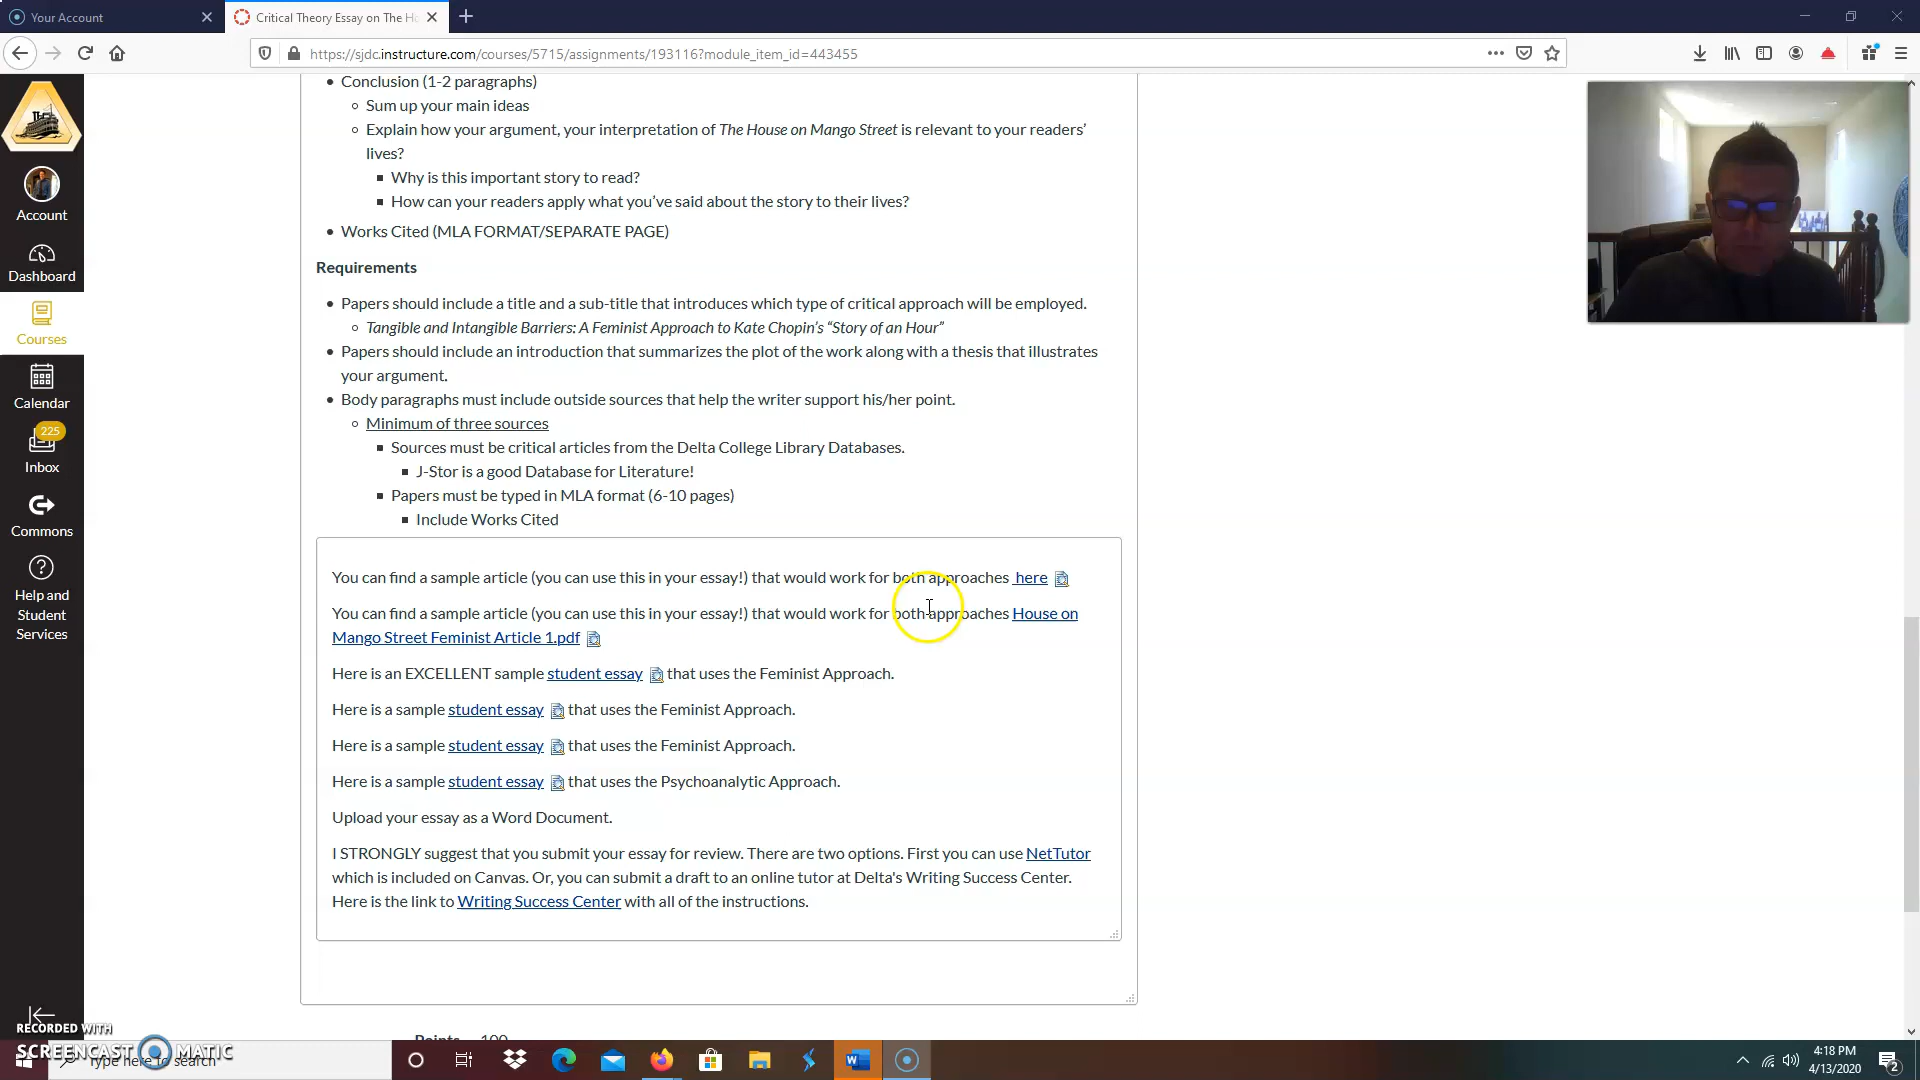 Your Account
Critical Theory Essay on The Ho
https://sjdc.instructure.com/courses/5715/assignments/193116?module_item_id=443455
Account
Dashboard
Courses
Calendar
225
Inbox
Commons
Help and
Student
Services
Conclusion (1-2 paragraphs)
Sum up your main ideas
Explain how your argument, your interpretation of The House on Mango Street is relevant to your readers'
lives?
Why is this important story to read?
How can your readers apply what you've said about the story to their lives?
Works Cited (MLA FORMAT/SEPARATE PAGE)
Requirements
Papers should include a title and a sub-title that introduces which type of critical approach will be employed.
Tangible and Intangible Barriers: A Feminist Approach to Kate Chopin's "Story of an Hour"
Papers should include an introduction that summarizes the plot of the work along with a thesis that illustrates
your argument.
Body paragraphs must include outside sources that help the writer support his/her point.
Minimum of three sources
Sources must be critical articles from the Delta College Library Databases.
J-Stor is a good Database for Literature!
Papers must be typed in MLA format (6-10 pages)
Include Works Cited
You can find a sample article (you can use this in your essay!) that would work for both approaches here
You can find a sample article (you can use this in your essay!) that would work for both approaches House on
Mango Street Feminist Article 1.pdf
Here is an EXCELLENT sample student essay that uses the Feminist Approach.
Here is a sample student essay that uses the Feminist Approach.
Here is a sample student essay that uses the Feminist Approach.
Here is a sample student essay that uses the Psychoanalytic Approach.
Upload your essay as a Word Document.
I STRONGLY suggest that you submit your essay for review. There are two options. First you can use NetTutor
which is included on Canvas. Or, you can submit a draft to an online tutor at Delta's Writing Success Center.
Here is the link to Writing Success Center with all of the instructions.
Points 100
RECORDED WITH
SCREENCAST MATIC
Type here to search
4:18 PM
4/13/2020
2